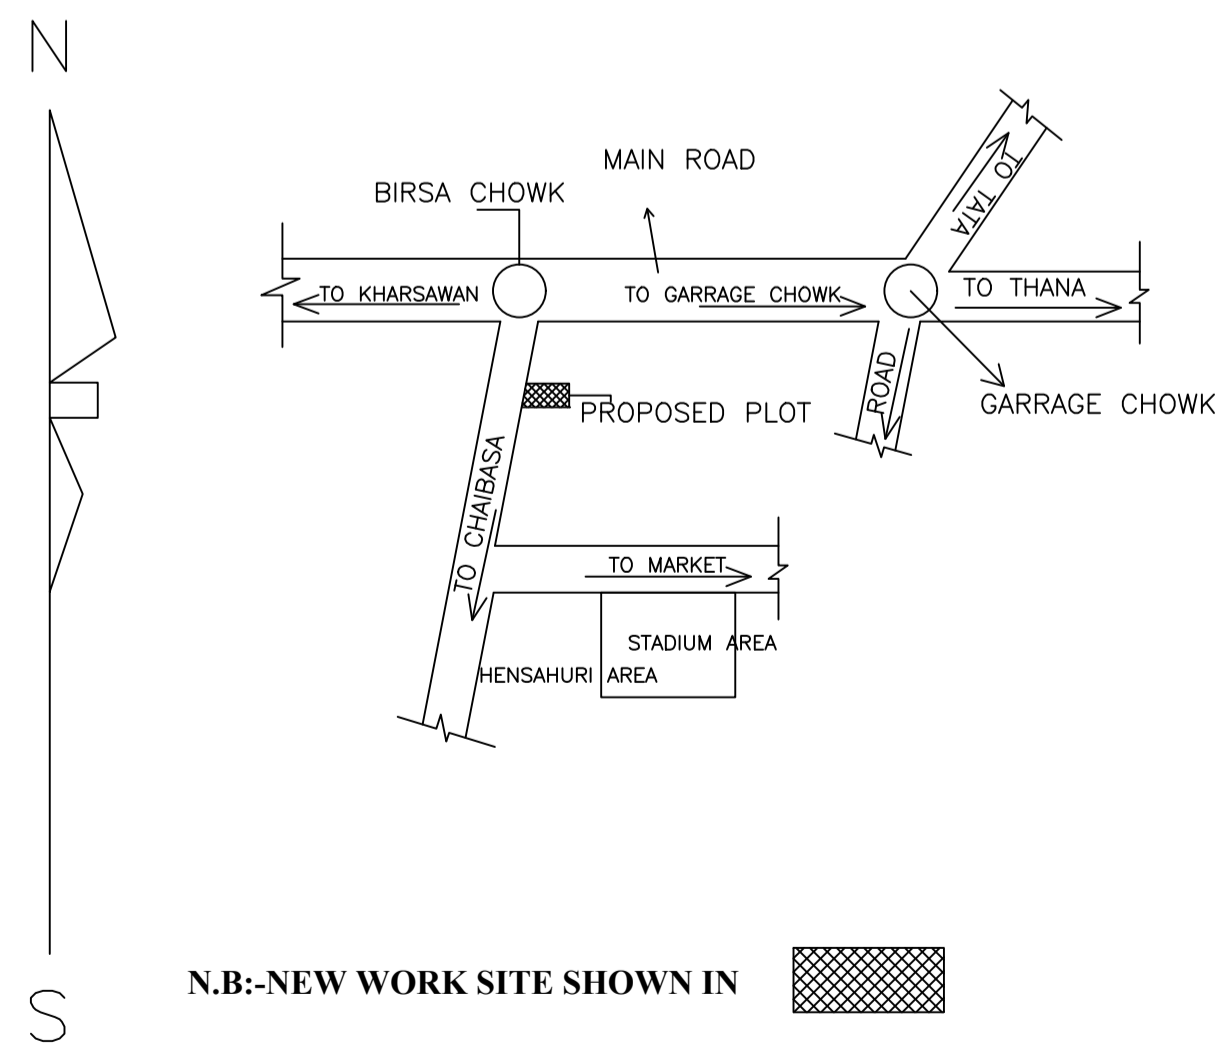 N
MAIN ROAD
BIRSA CHOWK
TO TATA
TO KHARSAWAN
TO GARRAGE CHOWK
TO THANA
ROAD
GARRAGE CHOWK
PROPOSED PLOT
TO CHAIBASA
TO MARKET
STADIUM AREA
HENSAHURI AREA
N.B:-NEW WORK SITE SHOWN IN
S